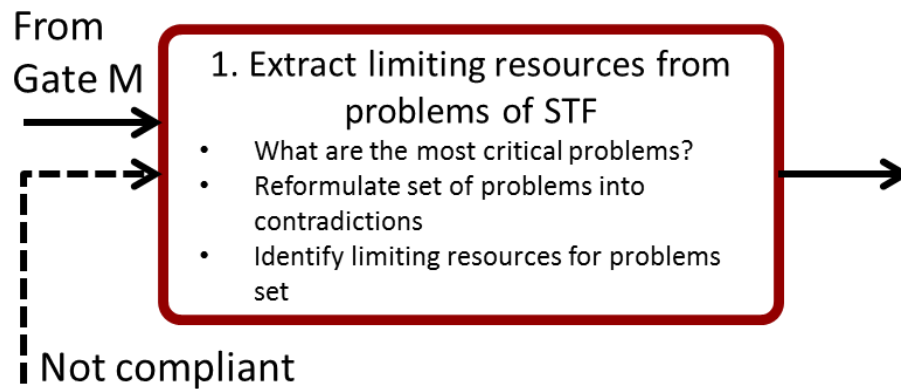 From
Gate M
1. Extract limiting resources from
problems of STF
• What are the most critical problems?
• Reformulate set of problems into
contradictions
• Identify limiting resources for problems
set
Not compliant